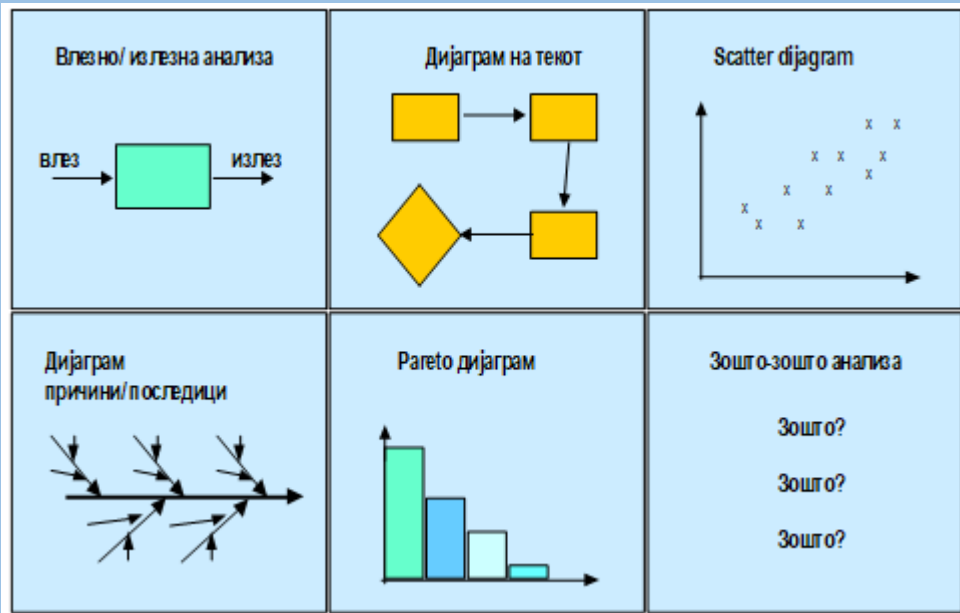 Влезно/ излезна анализа
влез
излез
Дијаграм на текот
Scatter dijagram
x x
x x x
x
x x
x
x x
Дијаграм
причини/последици
Pareto дијаграм
Зошто-зошто анализа
Зошто?
Зошто?
Зошто?